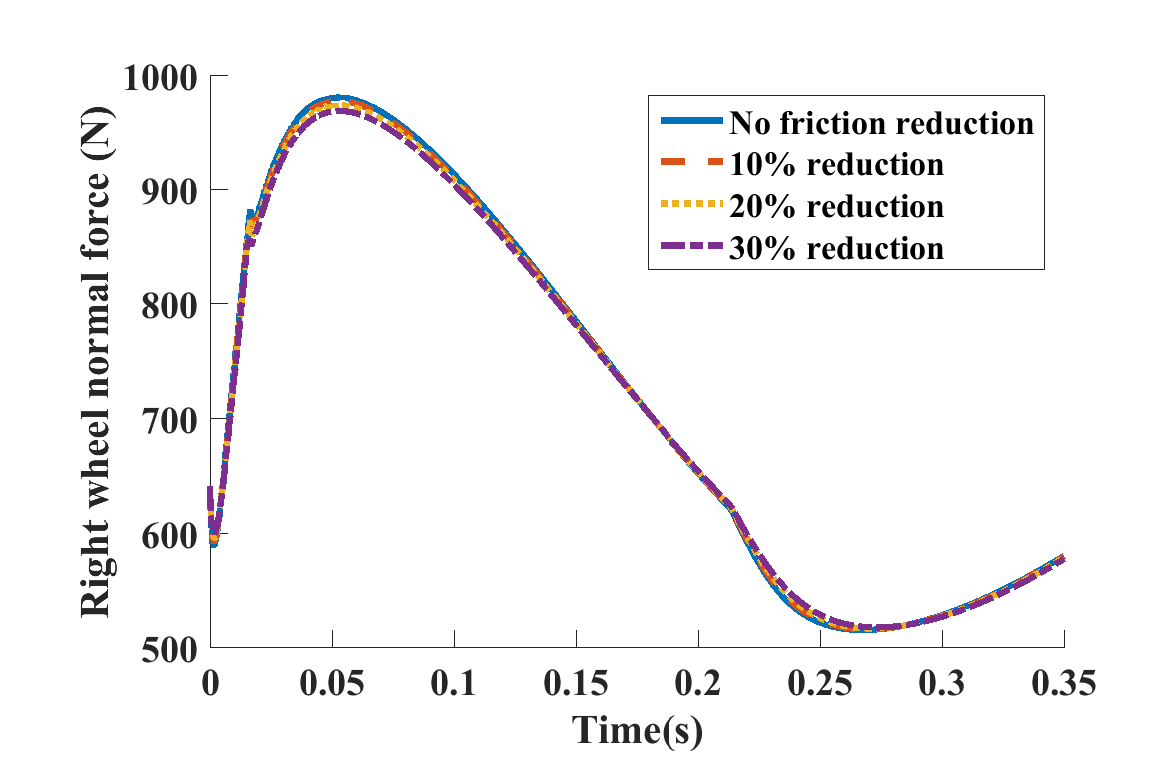 Right wheel normal force (N)
1000
900
800
700
600
500
No friction reduction
10% reduction
20% reduction
30% reduction
0 0.05 0.1 0.15 0.2 0.25 0.3 0.35
Time(s)